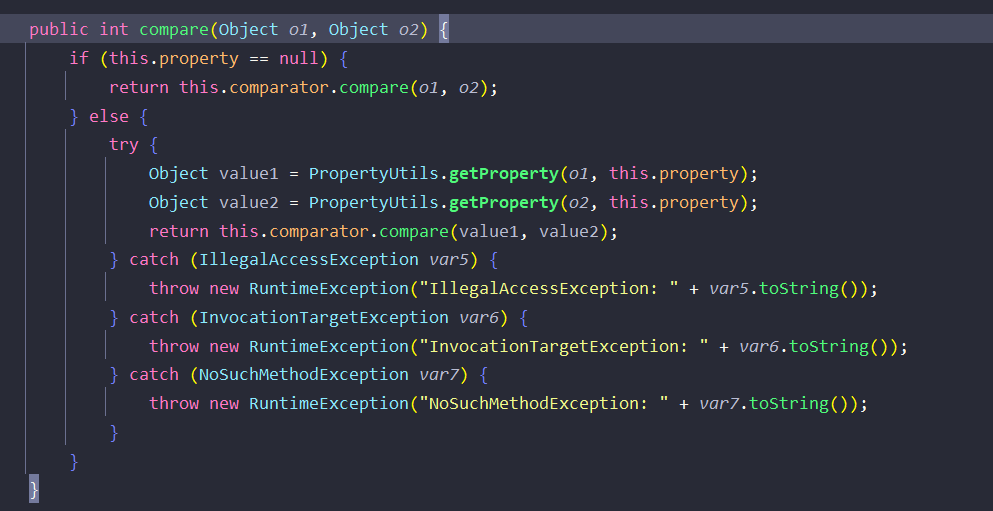 public int compare(Object o1, Object o2) {
if (this.property == null) {
return this.comparator.compare(o1, o2);
} else {
try {
Object value1 = PropertyUtils.getProperty(o1, this.property);
Object value2 = PropertyUtils.getProperty(o2, this.property);
return this.comparator.compare(value1, value2);
} catch (IllegalAccessException var5) {
throw new RuntimeException("IllegalAccessException: " + var5.toString());
} catch (InvocationTargetException var6) {
throw new RuntimeException("InvocationTargetException: " + var6.toString());
} catch (NoSuchMethodException var7) {
throw new RuntimeException("NoSuchMethodException: " + var7.toString());
}
}
}